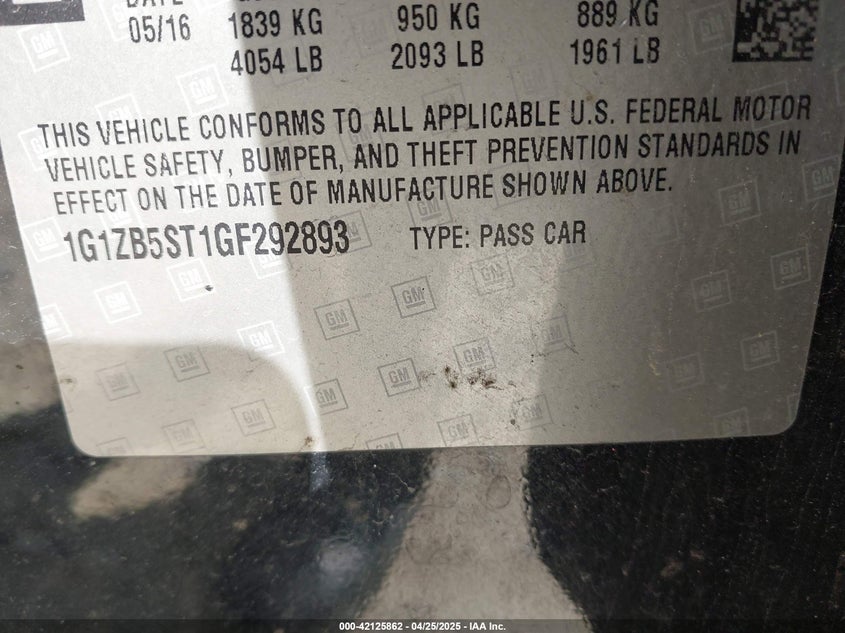 DATE
05/16 1839 KG 950 KG 889 KG
4054 LB 2093 LB 1961 LB
THIS VEHICLE CONFORMS TO ALL APPLICABLE U.S. FEDERAL MOTOR
VEHICLE SAFETY, BUMPER, AND THEFT PREVENTION STANDARDS IN
EFFECT ON THE DATE OF MANUFACTURE SHOWN ABOVE.
1G1ZB5ST1GF292893 TYPE: PASS CAR
GM
000-42125862 - 04/25/2025 - IAA Inc.